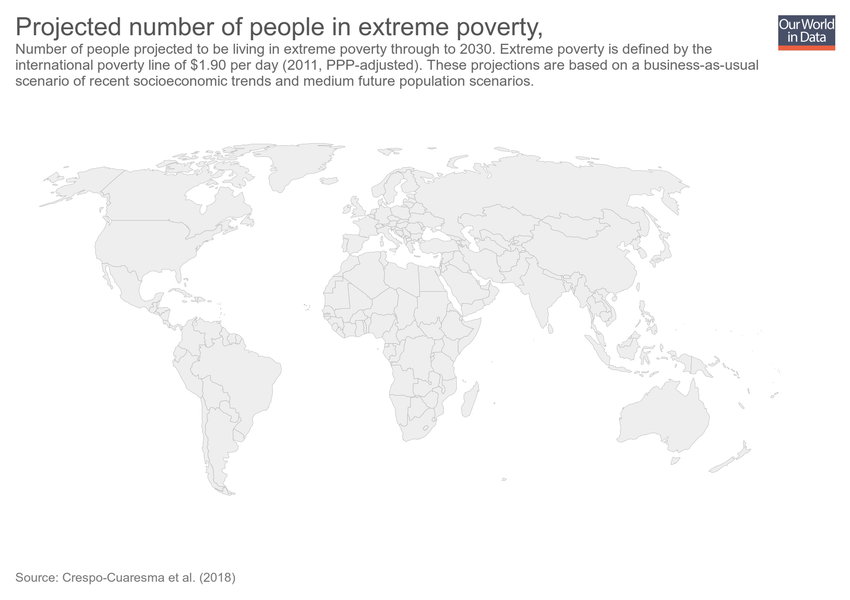 Projected number of people in extreme poverty,
Our World
in Data
Number of people projected to be living in extreme poverty through to 2030. Extreme poverty is defined by the
international poverty line of $1.90 per day (2011, PPP-adjusted). These projections are based on a business-as-usual
scenario of recent socioeconomic trends and medium future population scenarios.
Source: Crespo-Cuaresma et al. (2018)